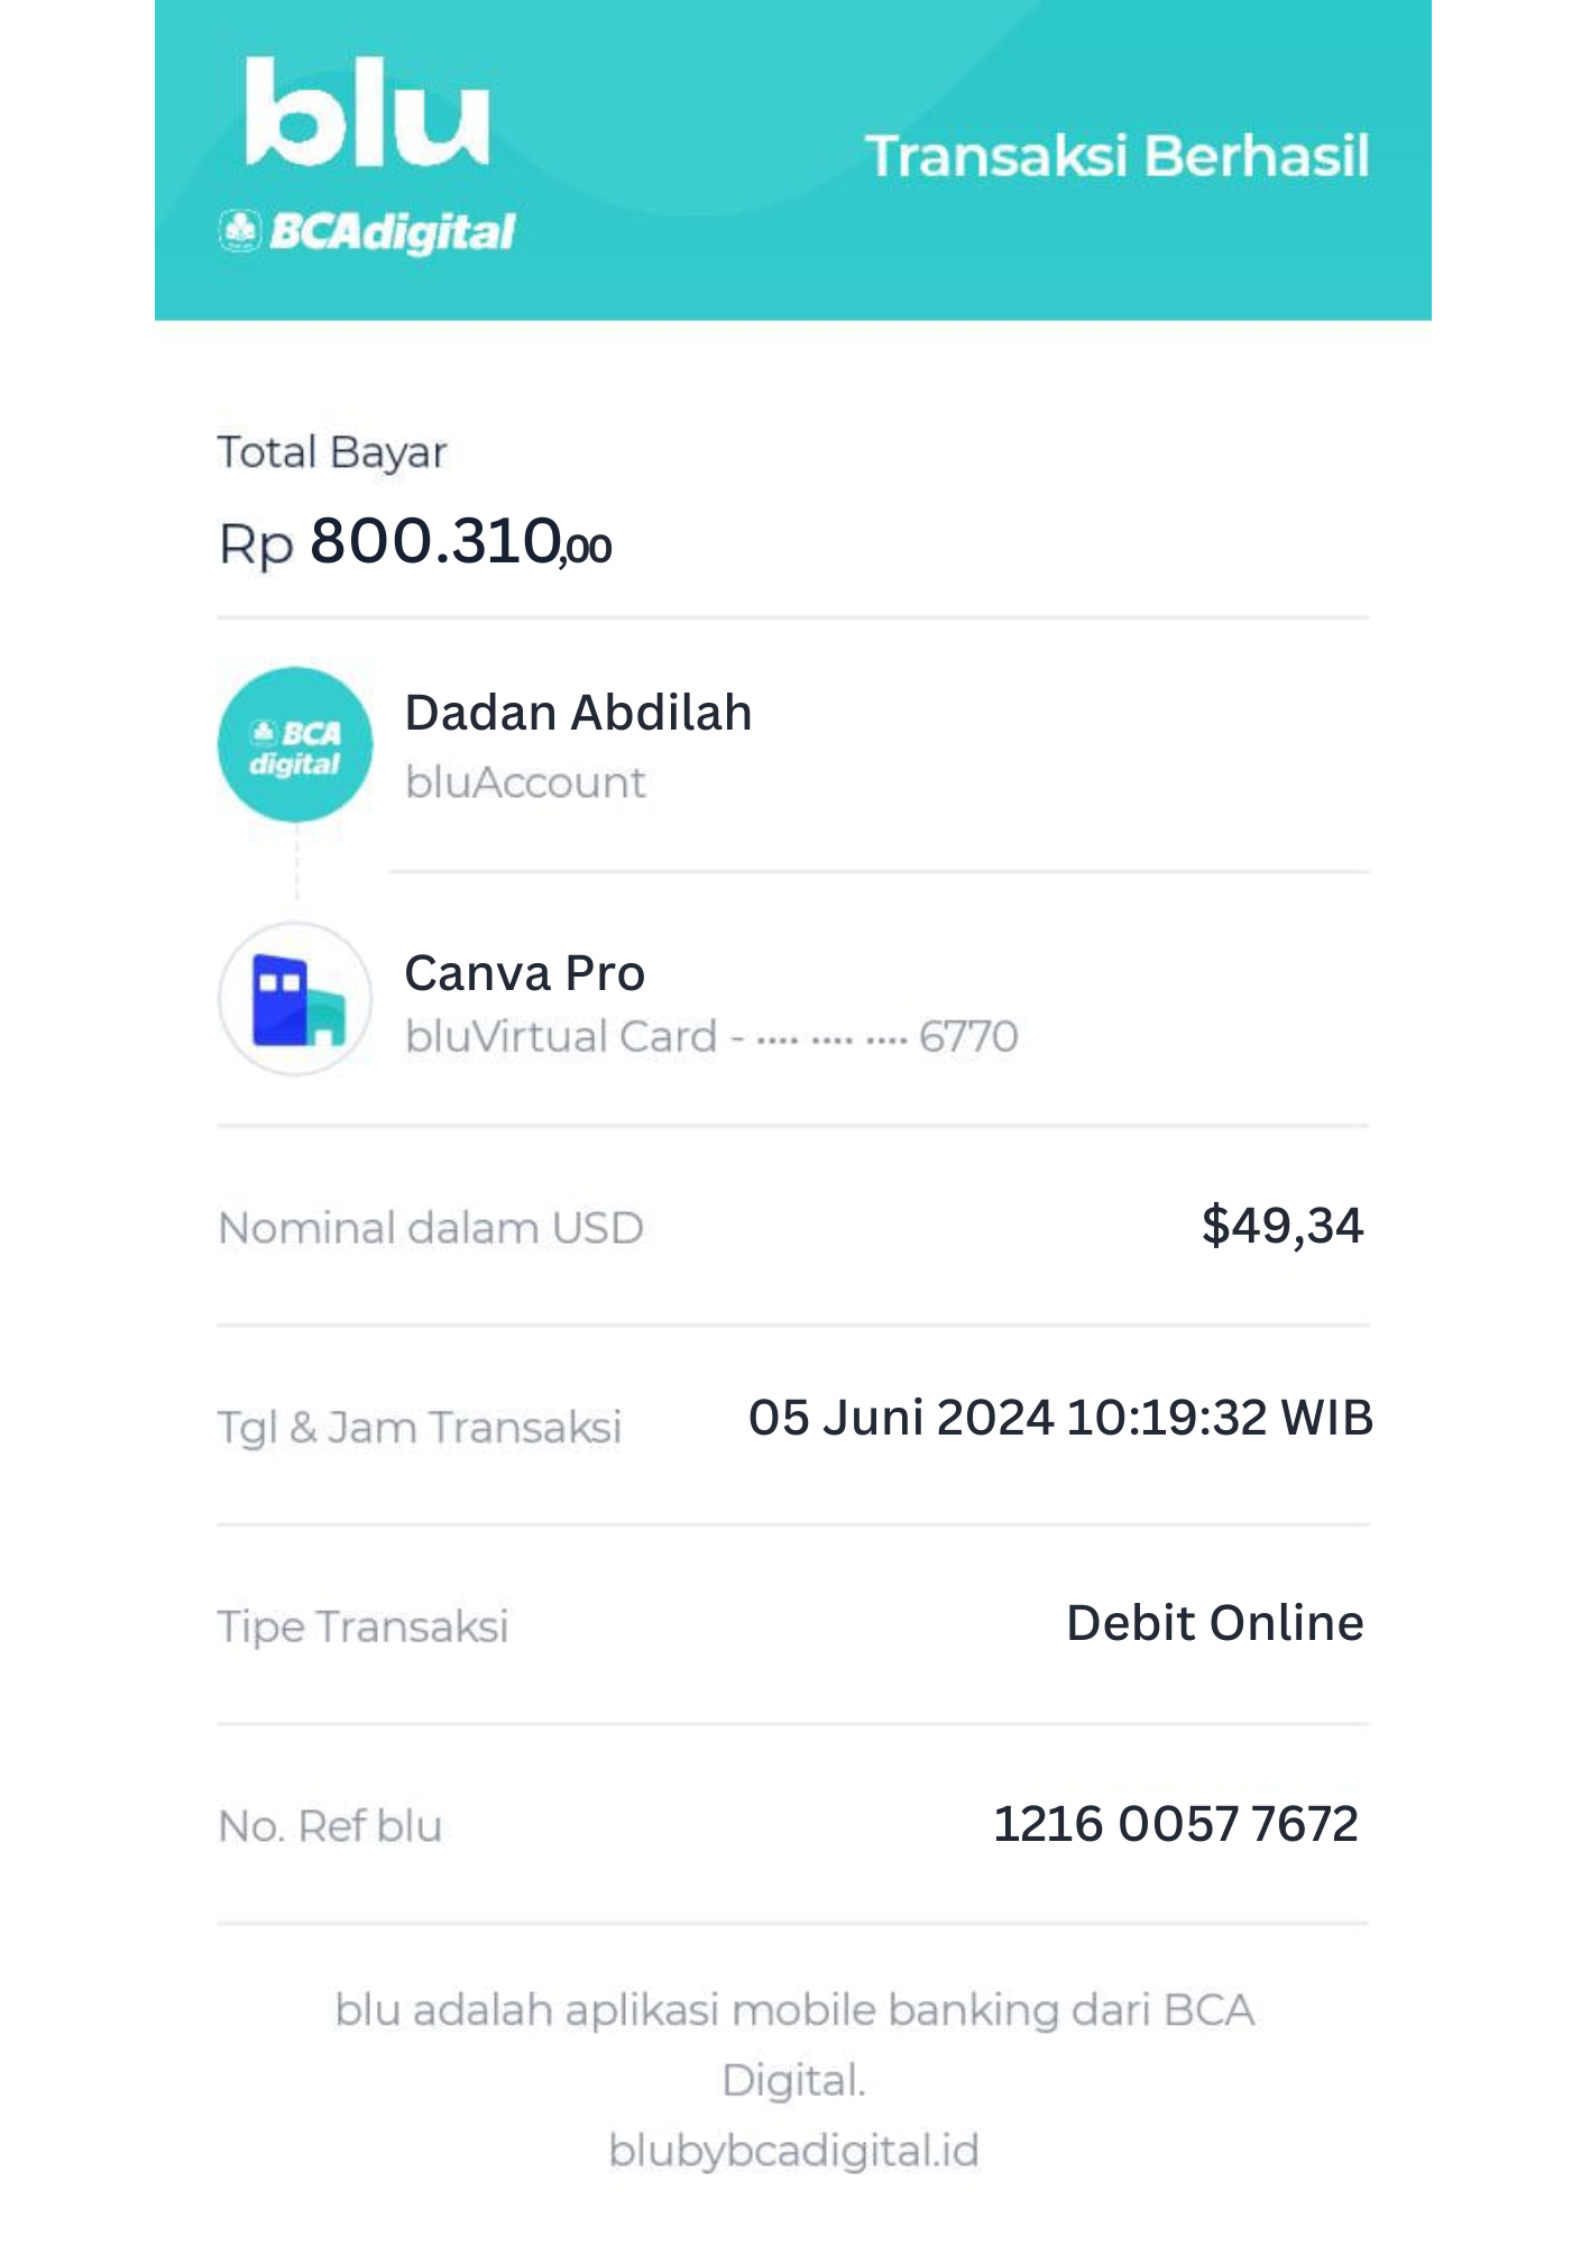 blu
BCAdigital
Transaksi Berhasil
Total Bayar
Rp 800.310,00
BCA
digital
Dadan Abdilah
bluAccount
Canva Pro
bluVirtual Card - •••• •••• •••• 6770
Nominal dalam USD
$49,34
Tgl & Jam Transaksi
05 Juni 2024 10:19:32 WIB
Tipe Transaksi
Debit Online
No. Ref blu
1216 0057 7672
blu adalah aplikasi mobile banking dari BCA
Digital.
blubybcadigital.id